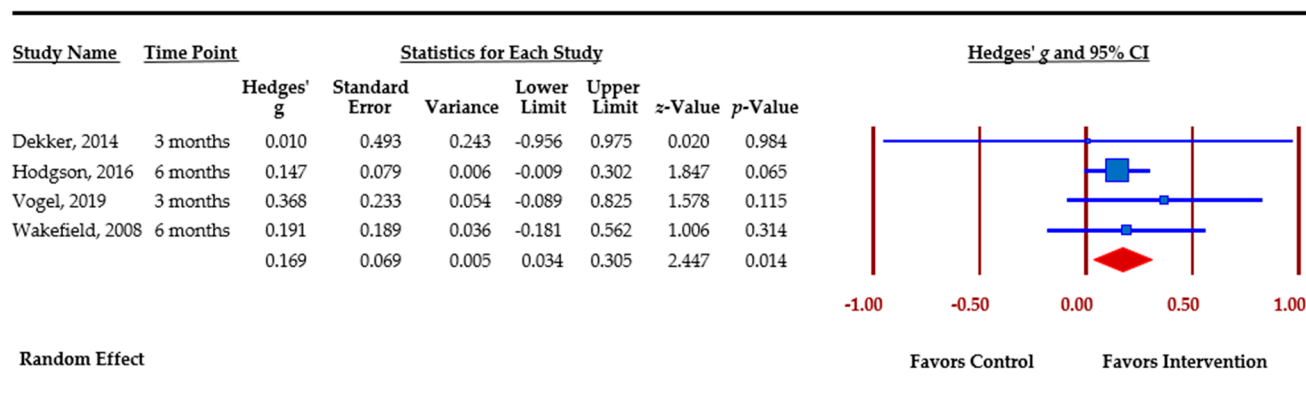 Study Name Time Point Statistics for Each Study Hedges' g and 95% CI
Hedges' Standard Lower Upper
g Error Variance Limit Limit z-Value p-Value
Dekker, 2014 3 months 0.010 0.493 0.243 -0.956 0.975 0.020 0.984
Hodgson, 2016 6 months 0.147 0.079 0.006 -0.009 0.302 1.847 0.065
Vogel, 2019 3 months 0.368 0.233 0.054 -0.089 0.825 1.578 0.115
Wakefield, 2008 6 months 0.191 0.189 0.036 -0.181 0.562 1.006 0.314
0.169 0.069 0.005 0.034 0.305 2.447 0.014
-1.00 -0.50 0.00 0.50 1.00
Random Effect Favors Control Favors Intervention